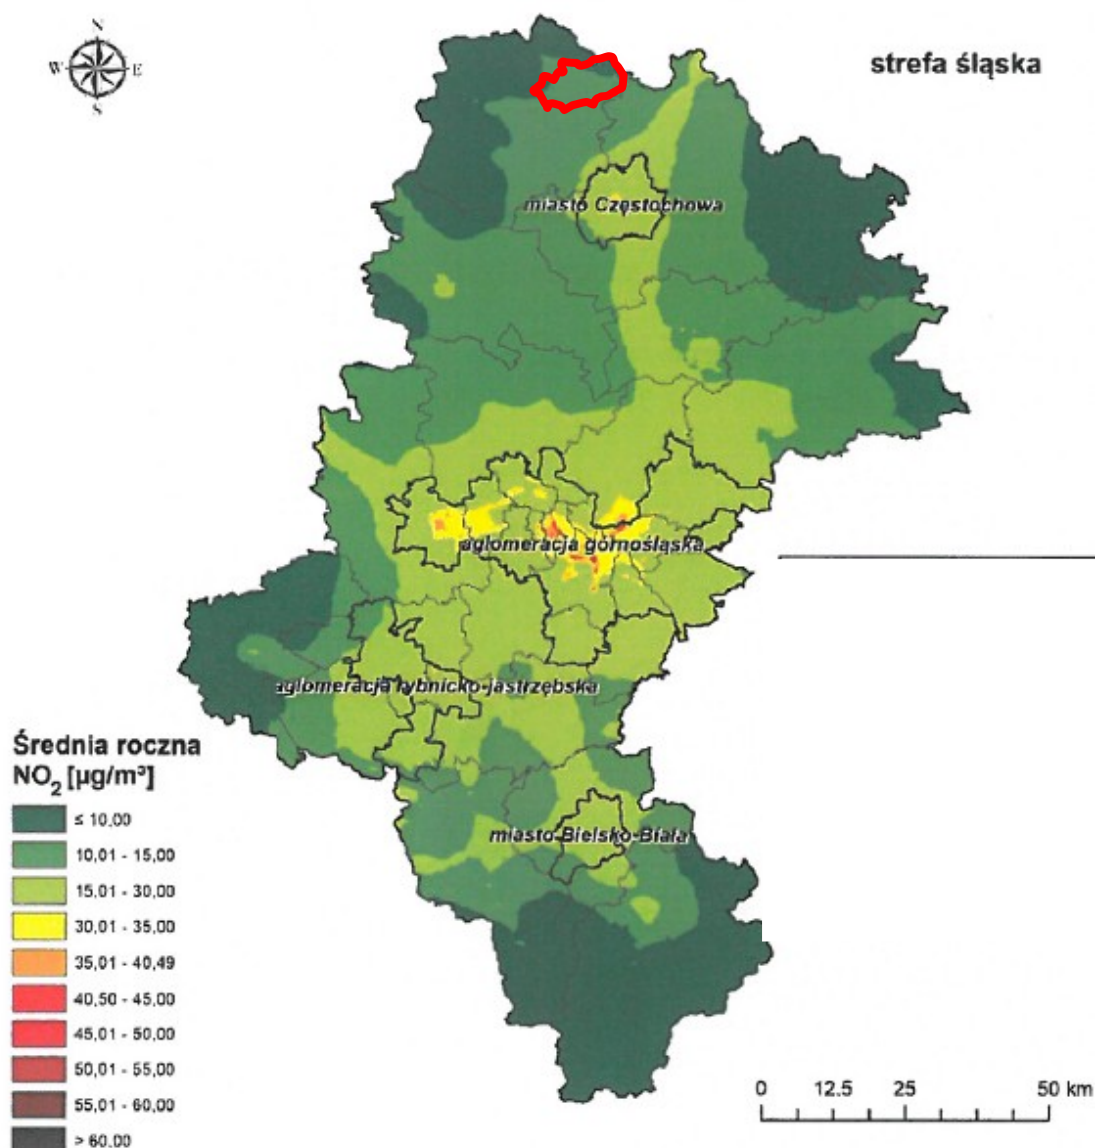 N
W E
S
strefa śląska
miasto Częstochowa
aglomeracja górnośląska
aglomeracja rybnicko-jastrzębska
miasto Bielsko-Biała
Średnia roczna
NO₂ [µg/m³]
≤ 10,00
10,01 - 15,00
15,01 - 30,00
30,01 - 35,00
35,01 - 40,49
40,50 - 45,00
45,01 - 50,00
50,01 - 55,00
55,01 - 60,00
> 60,00
0 12.5 25 50 km